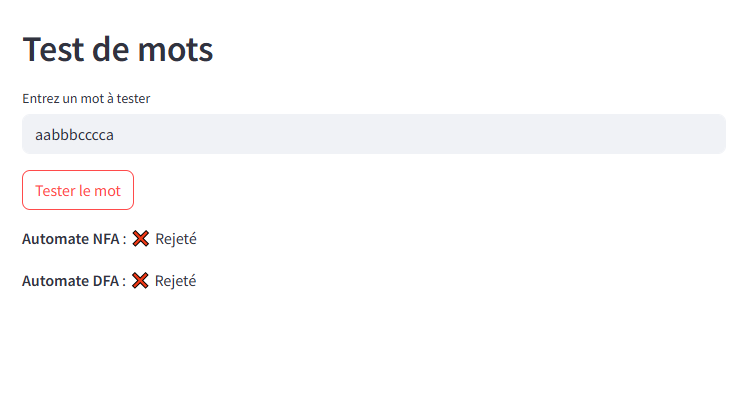 Test de mots
Entrez un mot à tester
aabbbcccca
Tester le mot
Automate NFA : ❌ Rejeté
Automate DFA : ❌ Rejeté